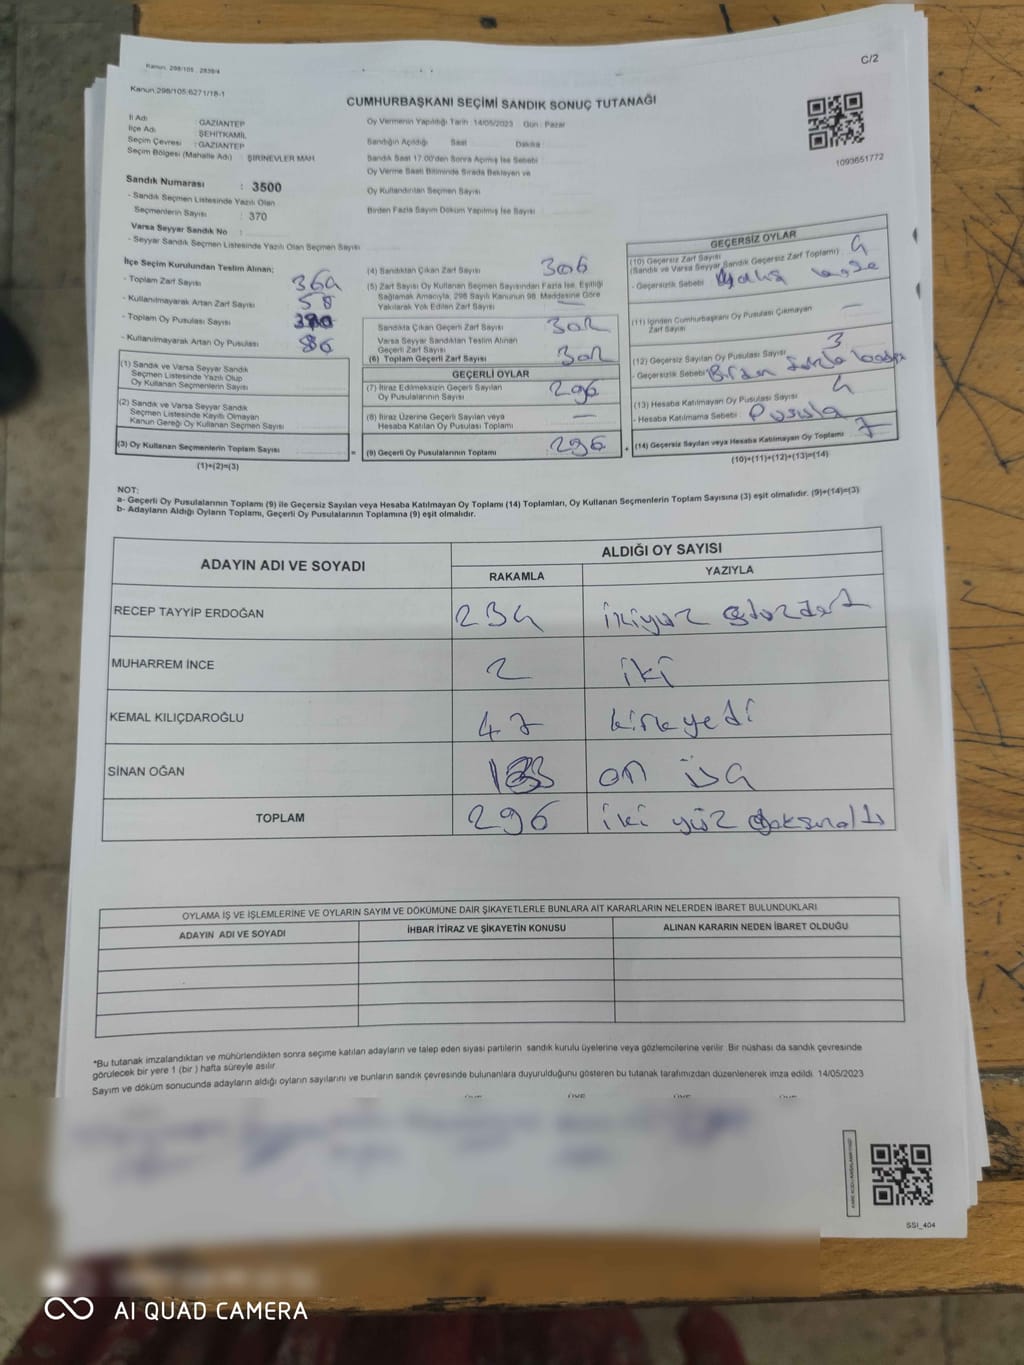 Kanun, 298/105 , 2839/4
C/2
Kanun,298/105;6271/18-1
CUMHURBAŞKANI SEÇİMİ SANDIK SONUÇ TUTANAĞI
İl Adı : GAZİANTEP
İlçe Adı : ŞEHİTKAMİL
Seçim Çevresi : GAZİANTEP
Seçim Bölgesi (Mahalle Adı) : ŞİRİNEVLER MAH.
Oy Vermenin Yapıldığı Tarih : 14/05/2023 Gün : Pazar
Sandığın Açıldığı Saat Dakika
Sandık Saat 17.00'den Sonra Açılmış İse Sebebi
Oy Verme Saati Bitiminde Sırada Bekleyen ve
Oy Kullandırılan Seçmen Sayısı
Birden Fazla Sayım Döküm Yapılmış İse Sayısı
1093651772
Sandık Numarası : 3500
- Sandık Seçmen Listesinde Yazılı Olan
Seçmenlerin Sayısı : 370
Varsa Seyyar Sandık No :
- Seyyar Sandık Seçmen Listesinde Yazılı Olan Seçmen Sayısı
İlçe Seçim Kurulundan Teslim Alınan;
- Toplam Zarf Sayısı 364
- Kullanılmayarak Artan Zarf Sayısı 58
- Toplam Oy Pusulası Sayısı
- Kullanılmayarak Artan Oy Pusulası 86
(1) Sandık ve Varsa Seyyar Sandık
Seçmen Listesinde Yazılı Olup
Oy Kullanan Seçmenlerin Sayısı
(2) Sandık ve Varsa Seyyar Sandık
Seçmen Listesinde Kayıtlı Olmayan
Kanun Gereği Oy Kullanan Seçmen Sayısı
(3) Oy Kullanan Seçmenlerin Toplam Sayısı =
(1)+(2)=(3)
(4) Sandıktan Çıkan Zarf Sayısı 306
(5) Zarf Sayısı Oy Kullanan Seçmen Sayısından Fazla İse, Eşitliği
Sağlamak Amacıyla, 298 Sayılı Kanunun 98. Maddesine Göre
Yakılarak Yok Edilen Zarf Sayısı —
Sandıkta Çıkan Geçerli Zarf Sayısı 302
Varsa Seyyar Sandıktan Teslim Alınan
Geçerli Zarf Sayısı
(6) Toplam Geçerli Zarf Sayısı 302
GEÇERLİ OYLAR
(7) İtiraz Edilmeksizin Geçerli Sayılan
Oy Pusulalarının Sayısı 296
(8) İtiraz Üzerine Geçerli Sayılan veya
Hesaba Katılan Oy Pusulası Toplamı —
(9) Geçerli Oy Pusulalarının Toplamı 296 +
GEÇERSİZ OYLAR
(10) Geçersiz Zarf Sayısı
(Sandık ve Varsa Seyyar Sandık Geçersiz Zarf Toplamı) : 4
- Geçersizlik Sebebi
(11) İçinden Cumhurbaşkanı Oy Pusulası Çıkmayan
Zarf Sayısı
(12) Geçersiz Sayılan Oy Pusulası Sayısı 3
- Geçersizlik Sebebi Birden
(13) Hesaba Katılmayan Oy Pusulası Sayısı 4
- Hesaba Katılmama Sebebi : Pusula
(14) Geçersiz Sayılan veya Hesaba Katılmayan Oy Toplamı 7
(10)+(11)+(12)+(13)=(14)
NOT:
a- Geçerli Oy Pusulalarının Toplamı (9) ile Geçersiz Sayılan veya Hesaba Katılmayan Oy Toplamı (14) Toplamları, Oy Kullanan Seçmenlerin Toplam Sayısına (3) eşit olmalıdır. (9)+(14)=(3)
b- Adayların Aldığı Oyların Toplamı, Geçerli Oy Pusulalarının Toplamına (9) eşit olmalıdır.
ADAYIN ADI VE SOYADI
ALDIĞI OY SAYISI
RAKAMLA YAZIYLA
RECEP TAYYİP ERDOĞAN 234 ikiyüz otuzdört
MUHARREM İNCE 2 iki
KEMAL KILIÇDAROĞLU 47 kırkyedi
SİNAN OĞAN on üç
TOPLAM 296 iki yüz doksanaltı
OYLAMA İŞ VE İŞLEMLERİNE VE OYLARIN SAYIM VE DÖKÜMÜNE DAİR ŞİKAYETLERLE BUNLARA AİT KARARLARIN NELERDEN İBARET BULUNDUKLARI
ADAYIN ADI VE SOYADI İHBAR İTİRAZ VE ŞİKAYETİN KONUSU ALINAN KARARIN NEDEN İBARET OLDUĞU
*Bu tutanak imzalandıktan ve mühürlendikten sonra seçime katılan adayların ve talep eden siyasi partilerin sandık kurulu üyelerine veya gözlemcilerine verilir. Bir nüshası da sandık çevresinde
görülecek bir yere 1 (bir ) hafta süreyle asılır.
Sayım ve döküm sonucunda adayların aldığı oyların sayılarını ve bunların sandık çevresinde bulunanlara duyurulduğunu gösteren bu tutanak tarafımızdan düzenlenerek imza edildi. 14/05/2023
SSI_404
AI QUAD CAMERA